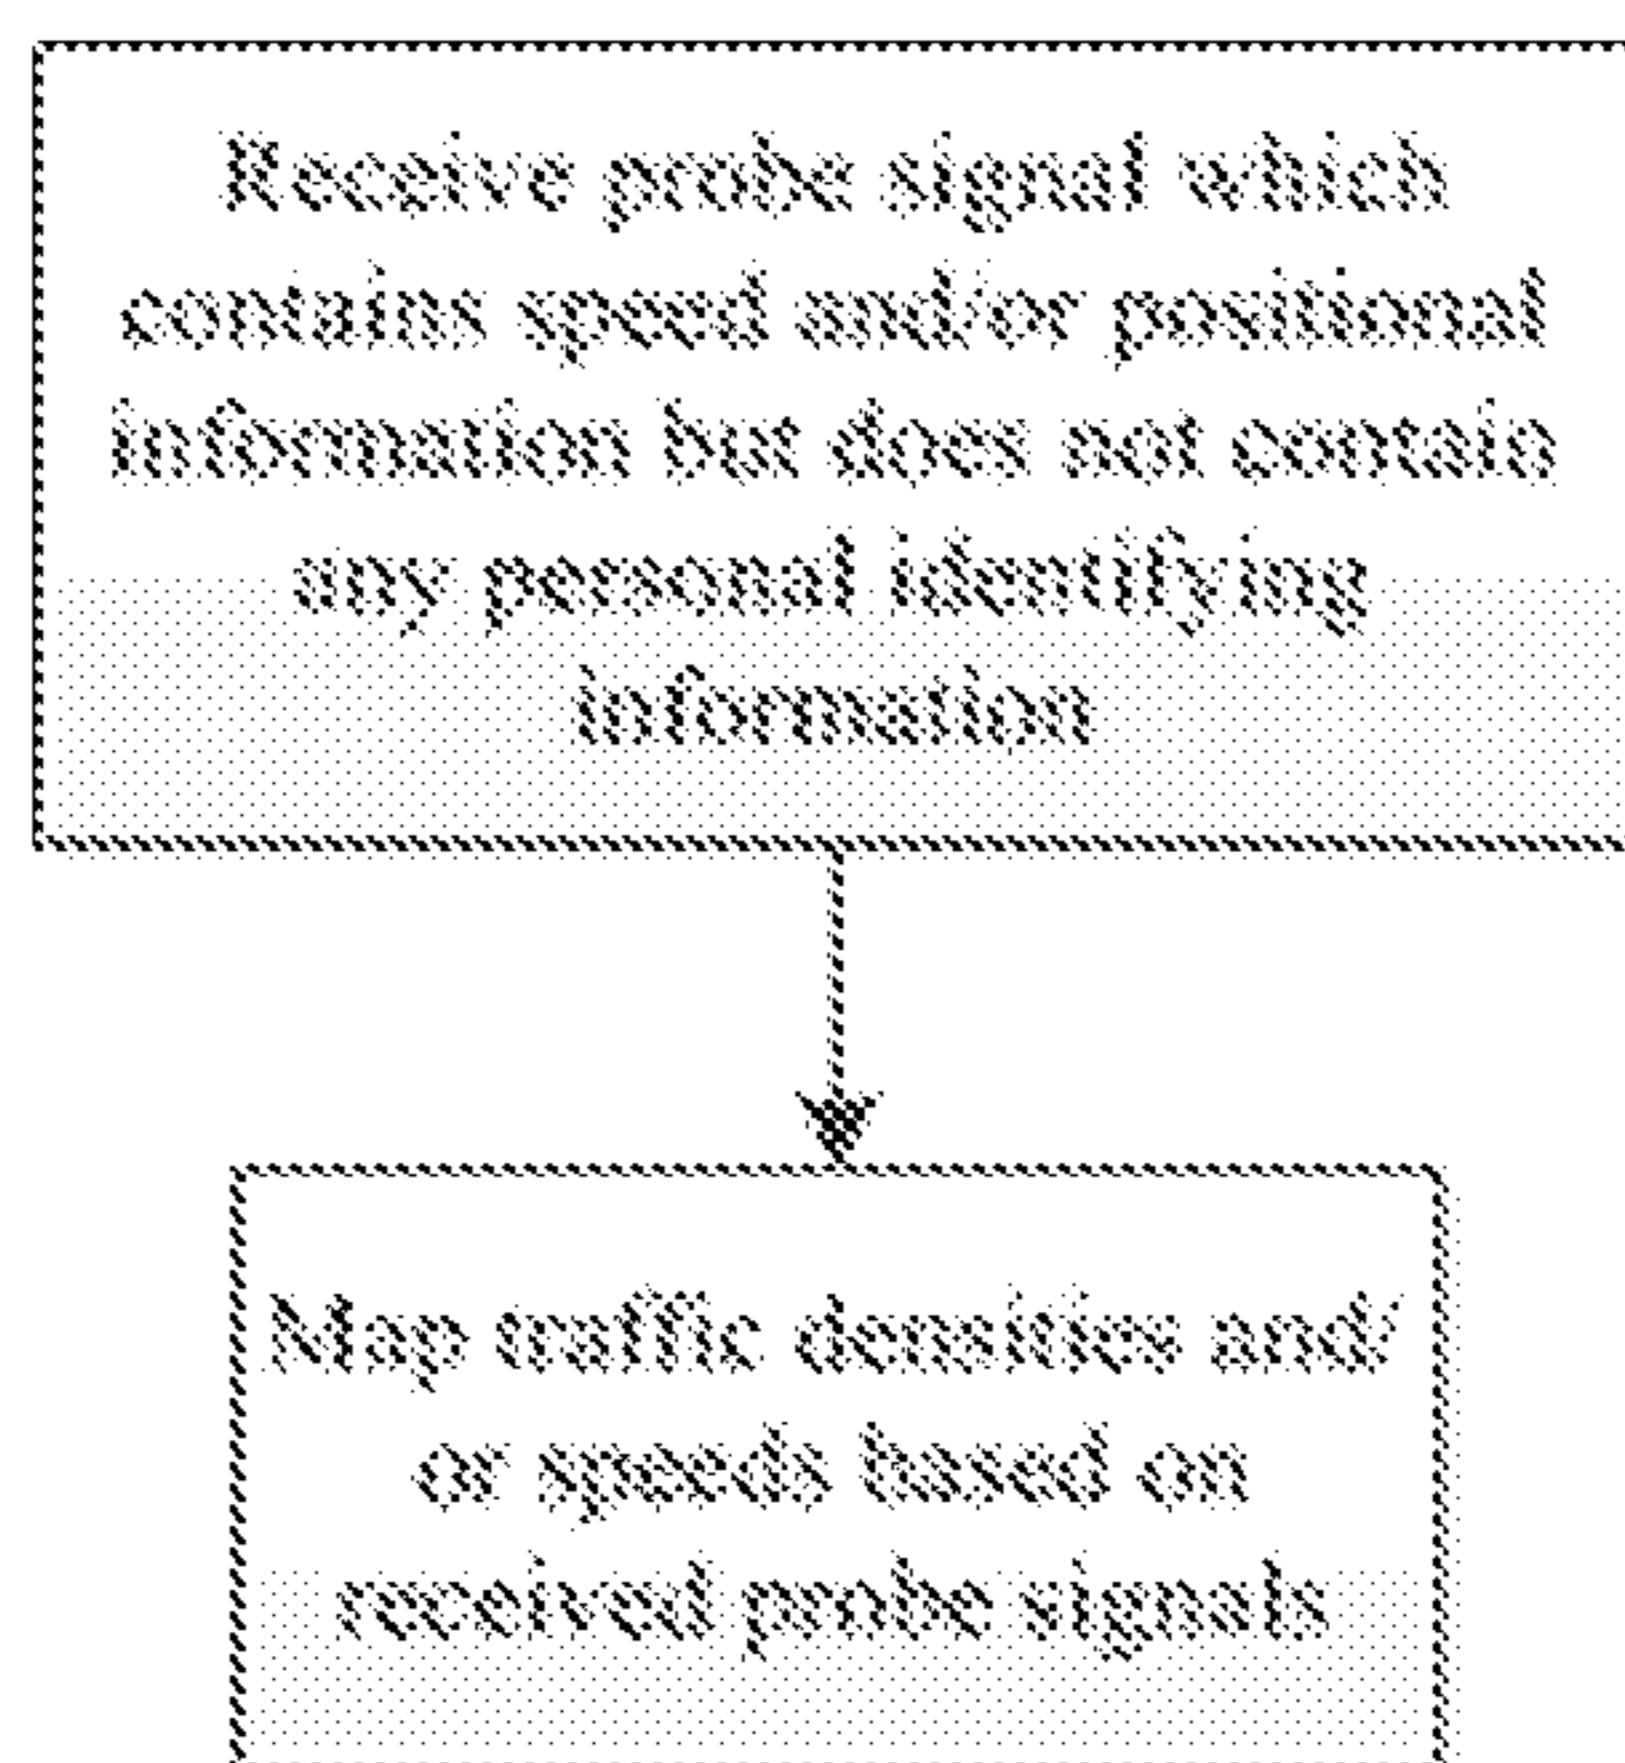 Receive probe signal which
contains speed and/or positional
information but does not contain
any personal identifying
information
Map traffic densities and/
or speeds based on
received probe signals